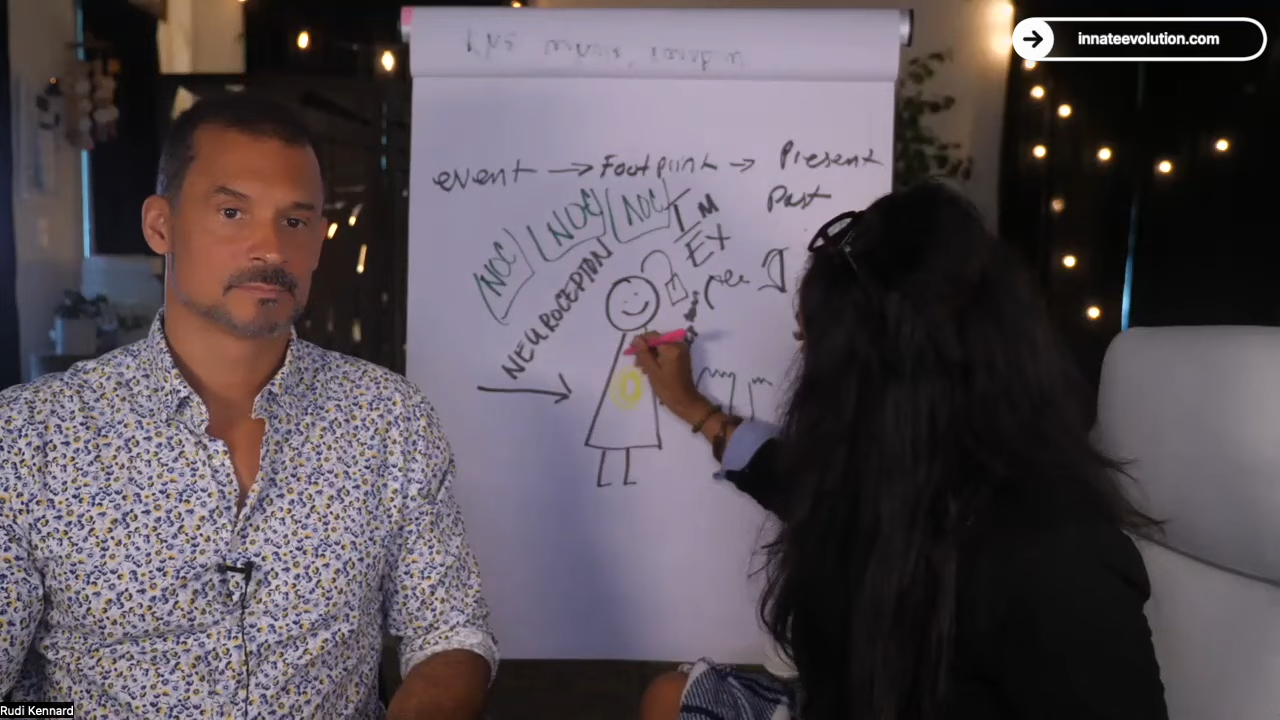 innateevolution.com
event → Footprint → Present
Past
NOC NOC NOC IM
EX
NEUROCEPTION
Rudi Kennard